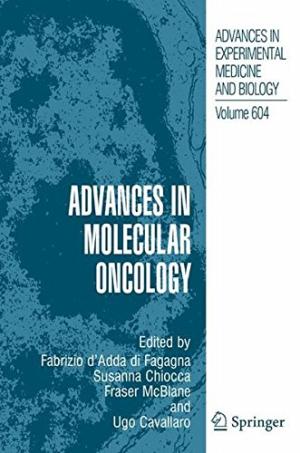 ADVANCES IN
EXPERIMENTAL
MEDICINE
AND BIOLOGY
Volume 604
ADVANCES IN
MOLECULAR
ONCOLOGY
Edited by
Fabrizio d'Adda di Fagagna
Susanna Chiocca
Fraser McBlane
and
Ugo Cavallaro
Springer